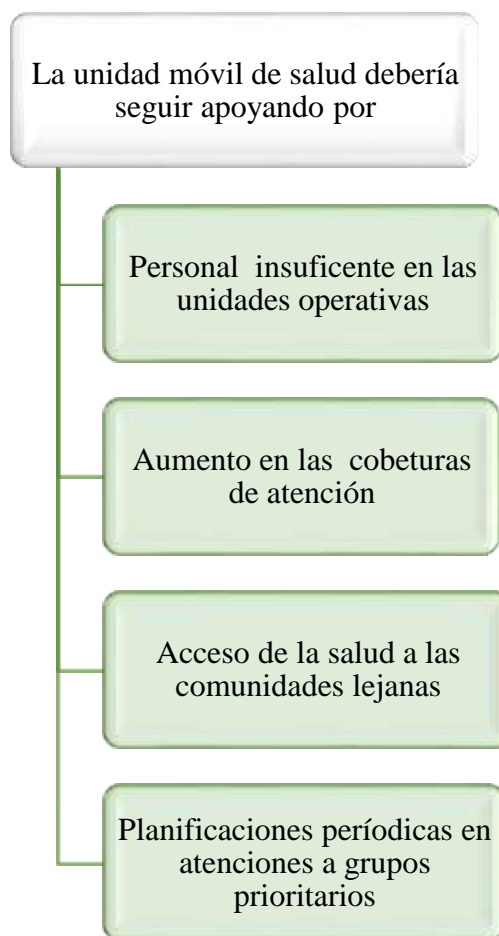 La unidad móvil de salud debería
seguir apoyando por
Personal insuficente en las
unidades operativas
Aumento en las cobeturas
de atención
Acceso de la salud a las
comunidades lejanas
Planificaciones períodicas en
atenciones a grupos
prioritarios